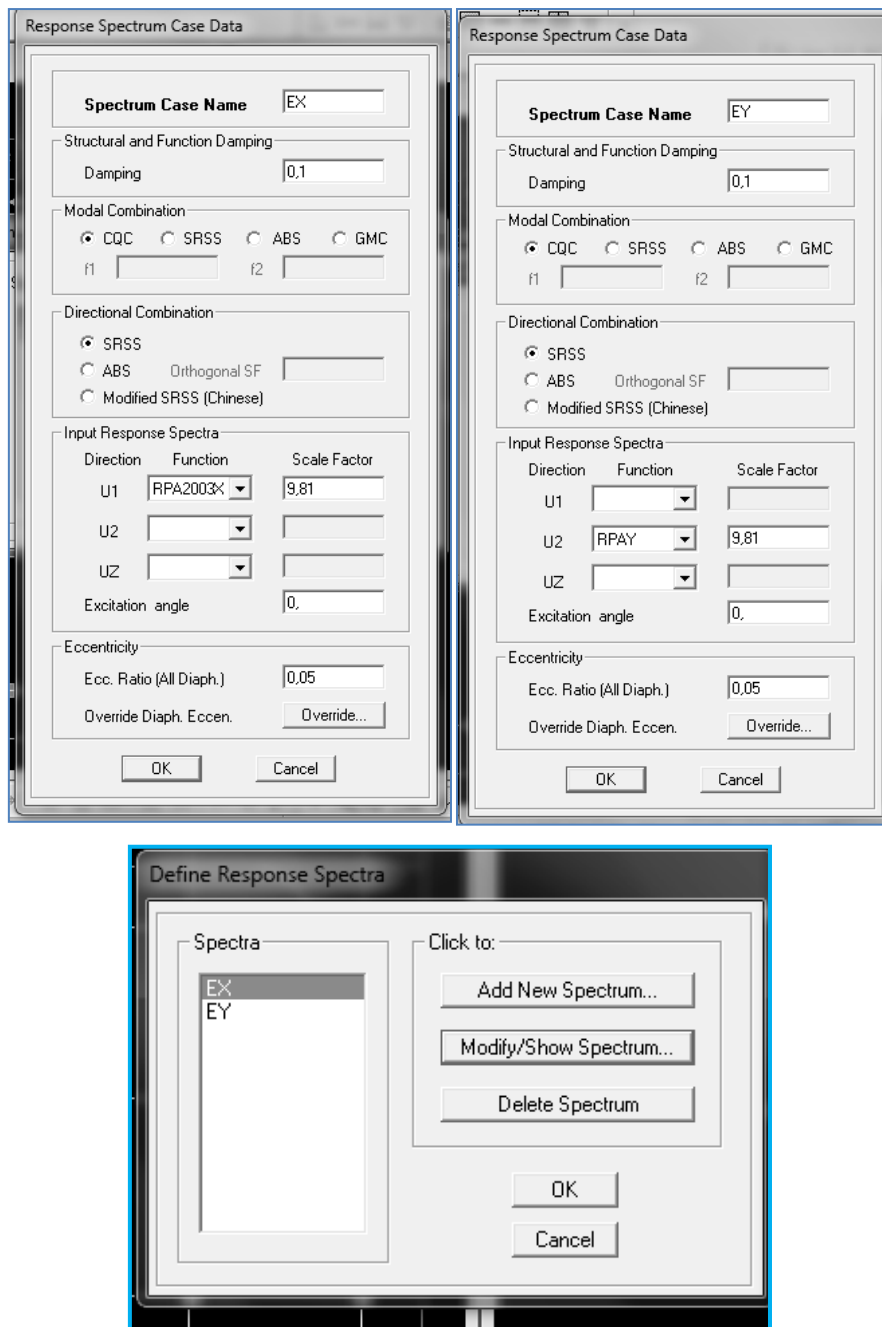 Response Spectrum Case Data
Spectrum Case Name EX
Structural and Function Damping
Damping 0,1
Modal Combination
CQC SRSS ABS GMC
f1 f2
Directional Combination
SRSS
ABS Orthogonal SF
Modified SRSS (Chinese)
Input Response Spectra
Direction Function Scale Factor
U1 RPA2003X 9,81
U2
UZ
Excitation angle 0,
Eccentricity
Ecc. Ratio (All Diaph.) 0,05
Override Diaph. Eccen. Override...
OK Cancel
Response Spectrum Case Data
Spectrum Case Name EY
Structural and Function Damping
Damping 0,1
Modal Combination
CQC SRSS ABS GMC
f1 f2
Directional Combination
SRSS
ABS Orthogonal SF
Modified SRSS (Chinese)
Input Response Spectra
Direction Function Scale Factor
U1
U2 RPAY 9,81
UZ
Excitation angle 0,
Eccentricity
Ecc. Ratio (All Diaph.) 0,05
Override Diaph. Eccen. Override...
OK Cancel
Define Response Spectra
Spectra
EX
EY
Click to:
Add New Spectrum...
Modify/Show Spectrum...
Delete Spectrum
OK
Cancel